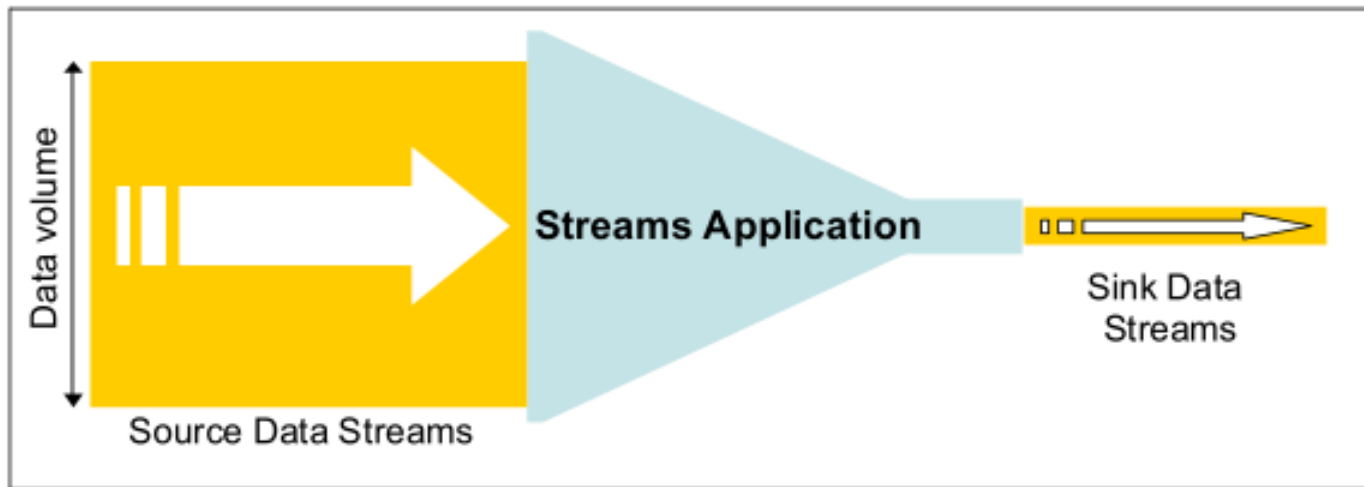 Data volume
Streams Application
Source Data Streams
Sink Data
Streams